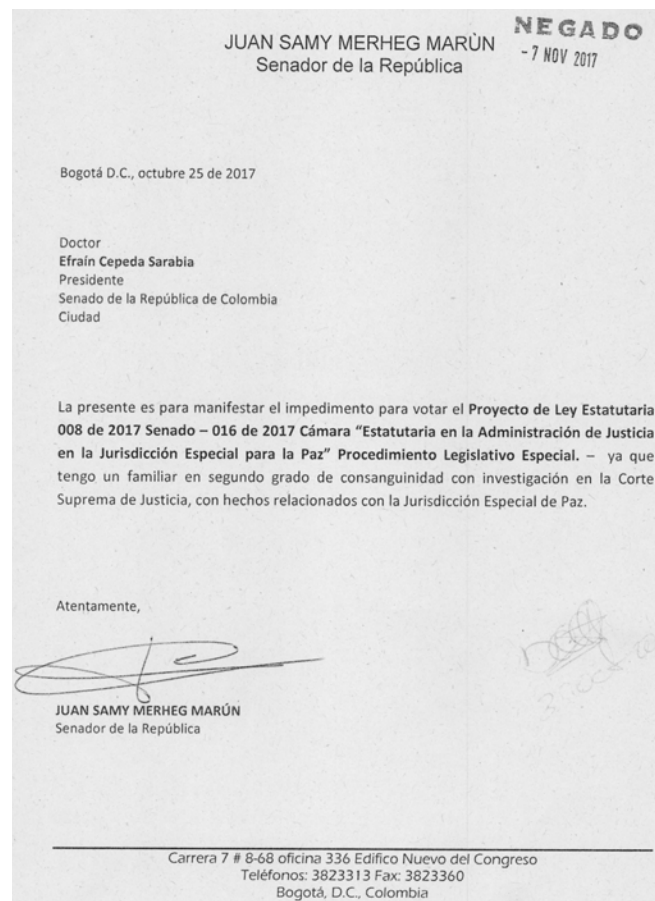 NEGADO
- 7 NOV 2017
JUAN SAMY MERHEG MARÙN
Senador de la República
Bogotá D.C., octubre 25 de 2017
Doctor
Efraín Cepeda Sarabia
Presidente
Senado de la República de Colombia
Ciudad
La presente es para manifestar el impedimento para votar el Proyecto de Ley Estatutaria
008 de 2017 Senado – 016 de 2017 Cámara “Estatutaria en la Administración de Justicia
en la Jurisdicción Especial para la Paz” Procedimiento Legislativo Especial. – ya que
tengo un familiar en segundo grado de consanguinidad con investigación en la Corte
Suprema de Justicia, con hechos relacionados con la Jurisdicción Especial de Paz.
Atentamente,
JUAN SAMY MERHEG MARÚN
Senador de la República
Carrera 7 # 8-68 oficina 336 Edifico Nuevo del Congreso
Teléfonos: 3823313 Fax: 3823360
Bogotá, D.C., Colombia